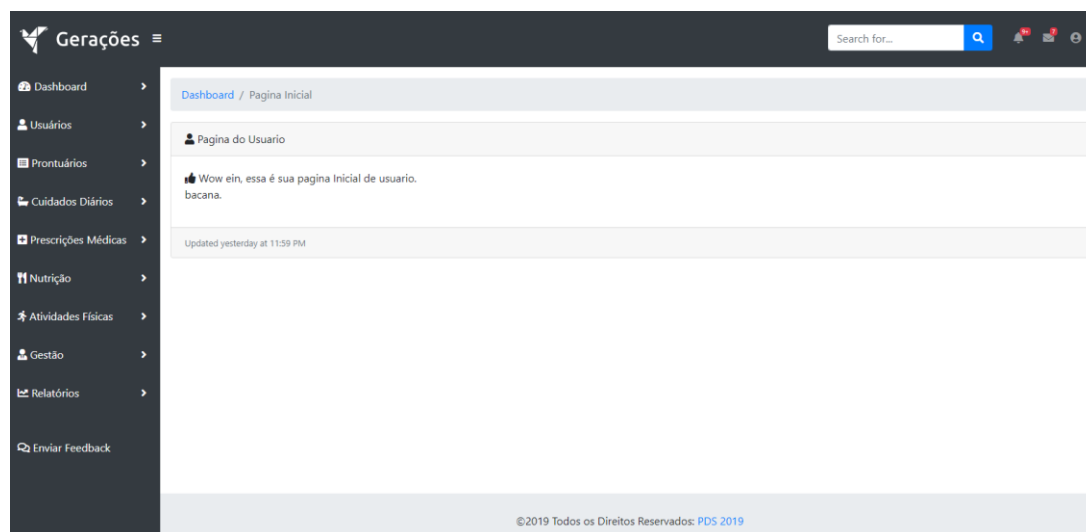 Gerações
Search for...
9+
7
Dashboard
Usuários
Prontuários
Cuidados Diários
Prescrições Médicas
Nutrição
Atividades Físicas
Gestão
Relatórios
Enviar Feedback
Dashboard / Pagina Inicial
Pagina do Usuario
Wow ein, essa é sua pagina Inicial de usuario.
bacana.
Updated yesterday at 11:59 PM
©2019 Todos os Direitos Reservados: PDS 2019